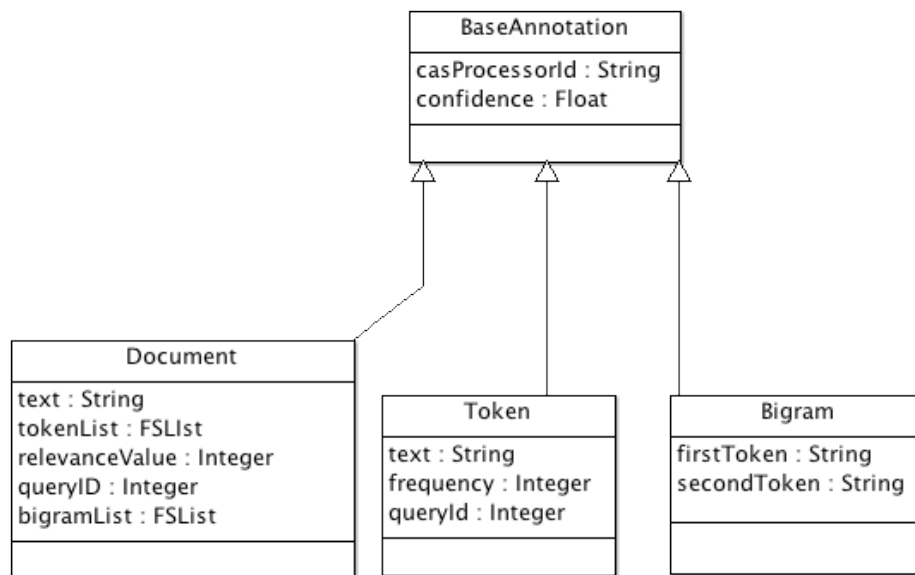 BaseAnnotation
casProcessorId : String
confidence : Float
Document
text : String
tokenList : FSLIst
relevanceValue : Integer
queryID : Integer
bigramList : FSList
Token
text : String
frequency : Integer
queryId : Integer
Bigram
firstToken : String
secondToken : String